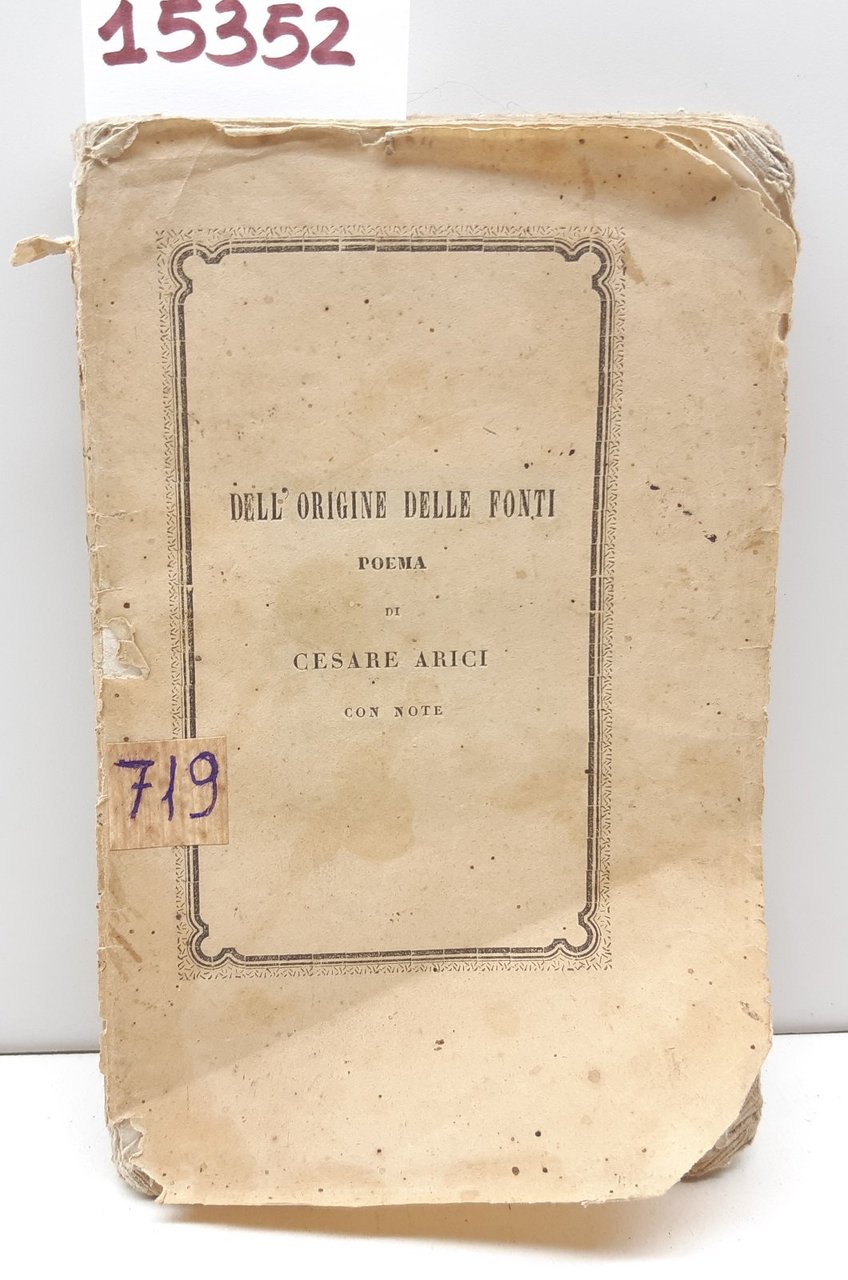 15352
DELL' ORIGINE DELLE FONTI
POEMA
DI
CESARE ARICI
CON NOTE
719